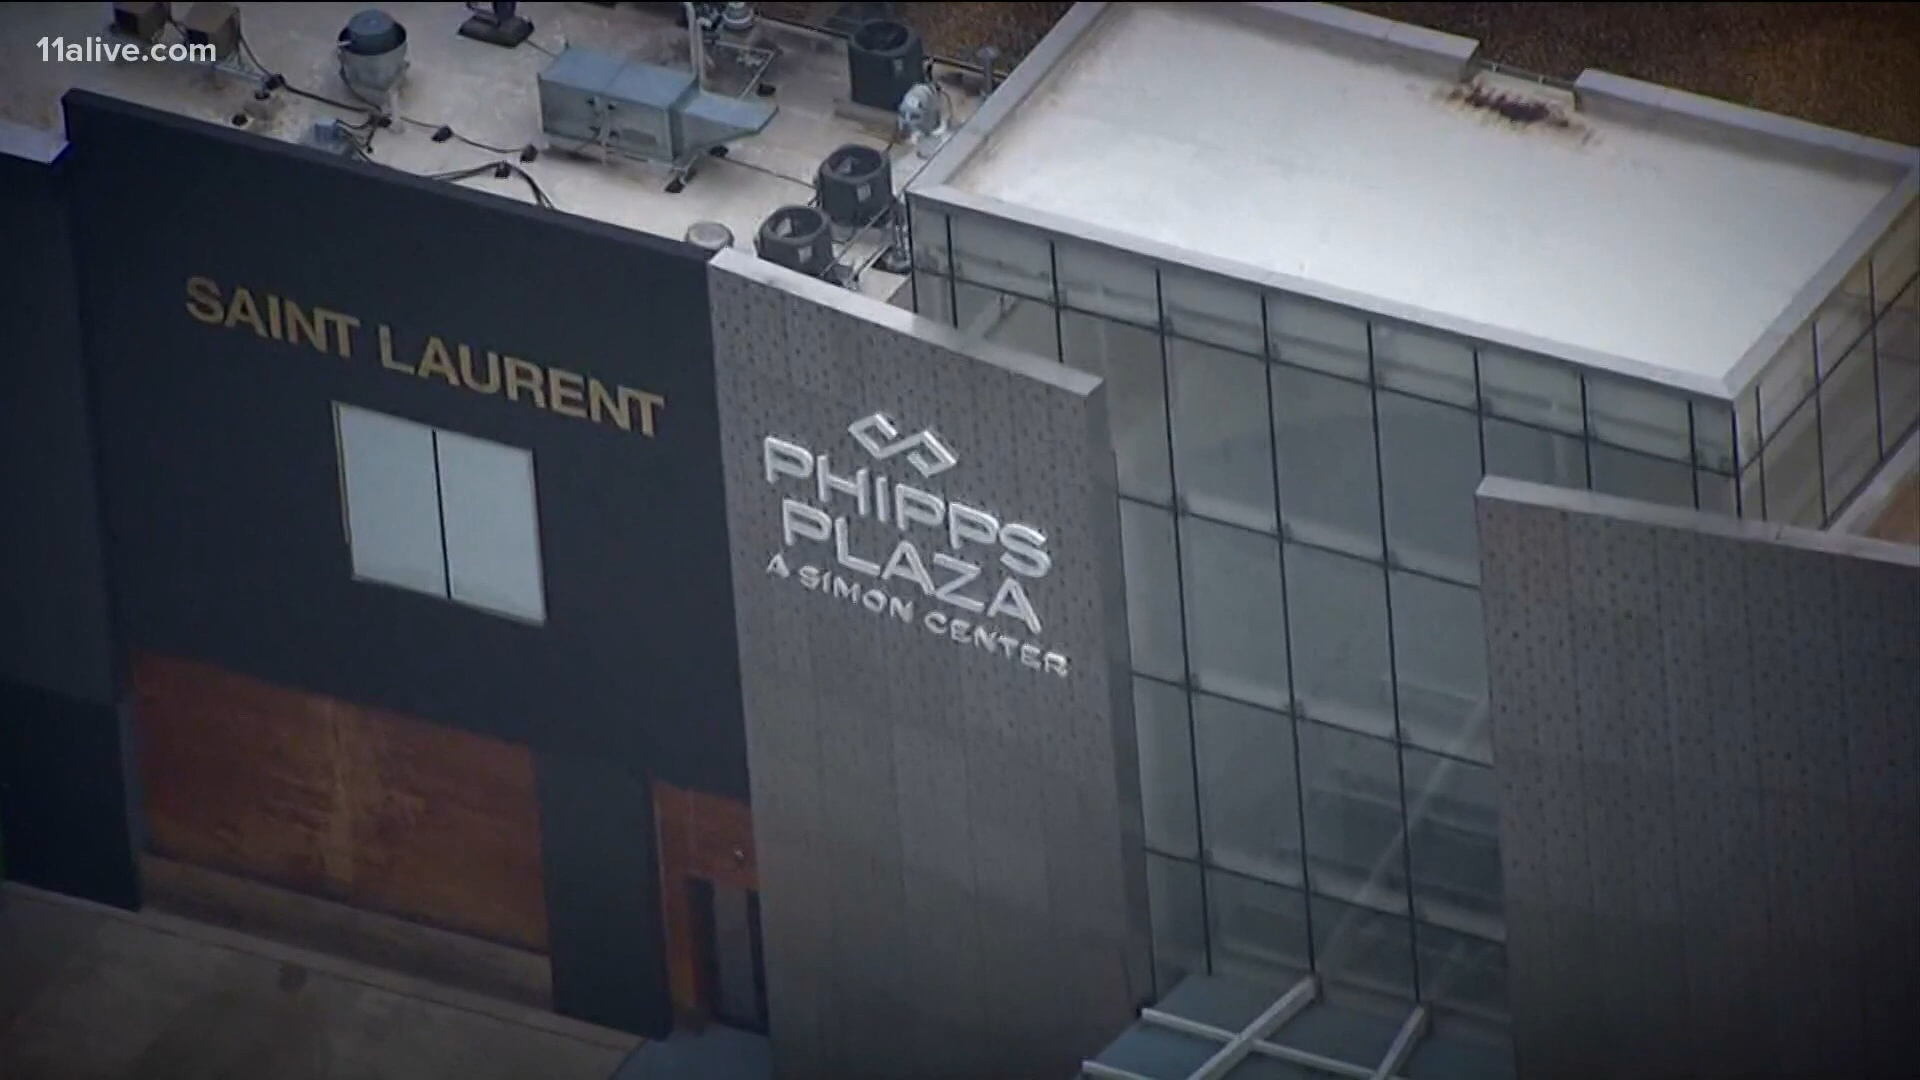 11alive.com
SAINT LAURENT
PHIPPS
PLAZA
A SIMON CENTER